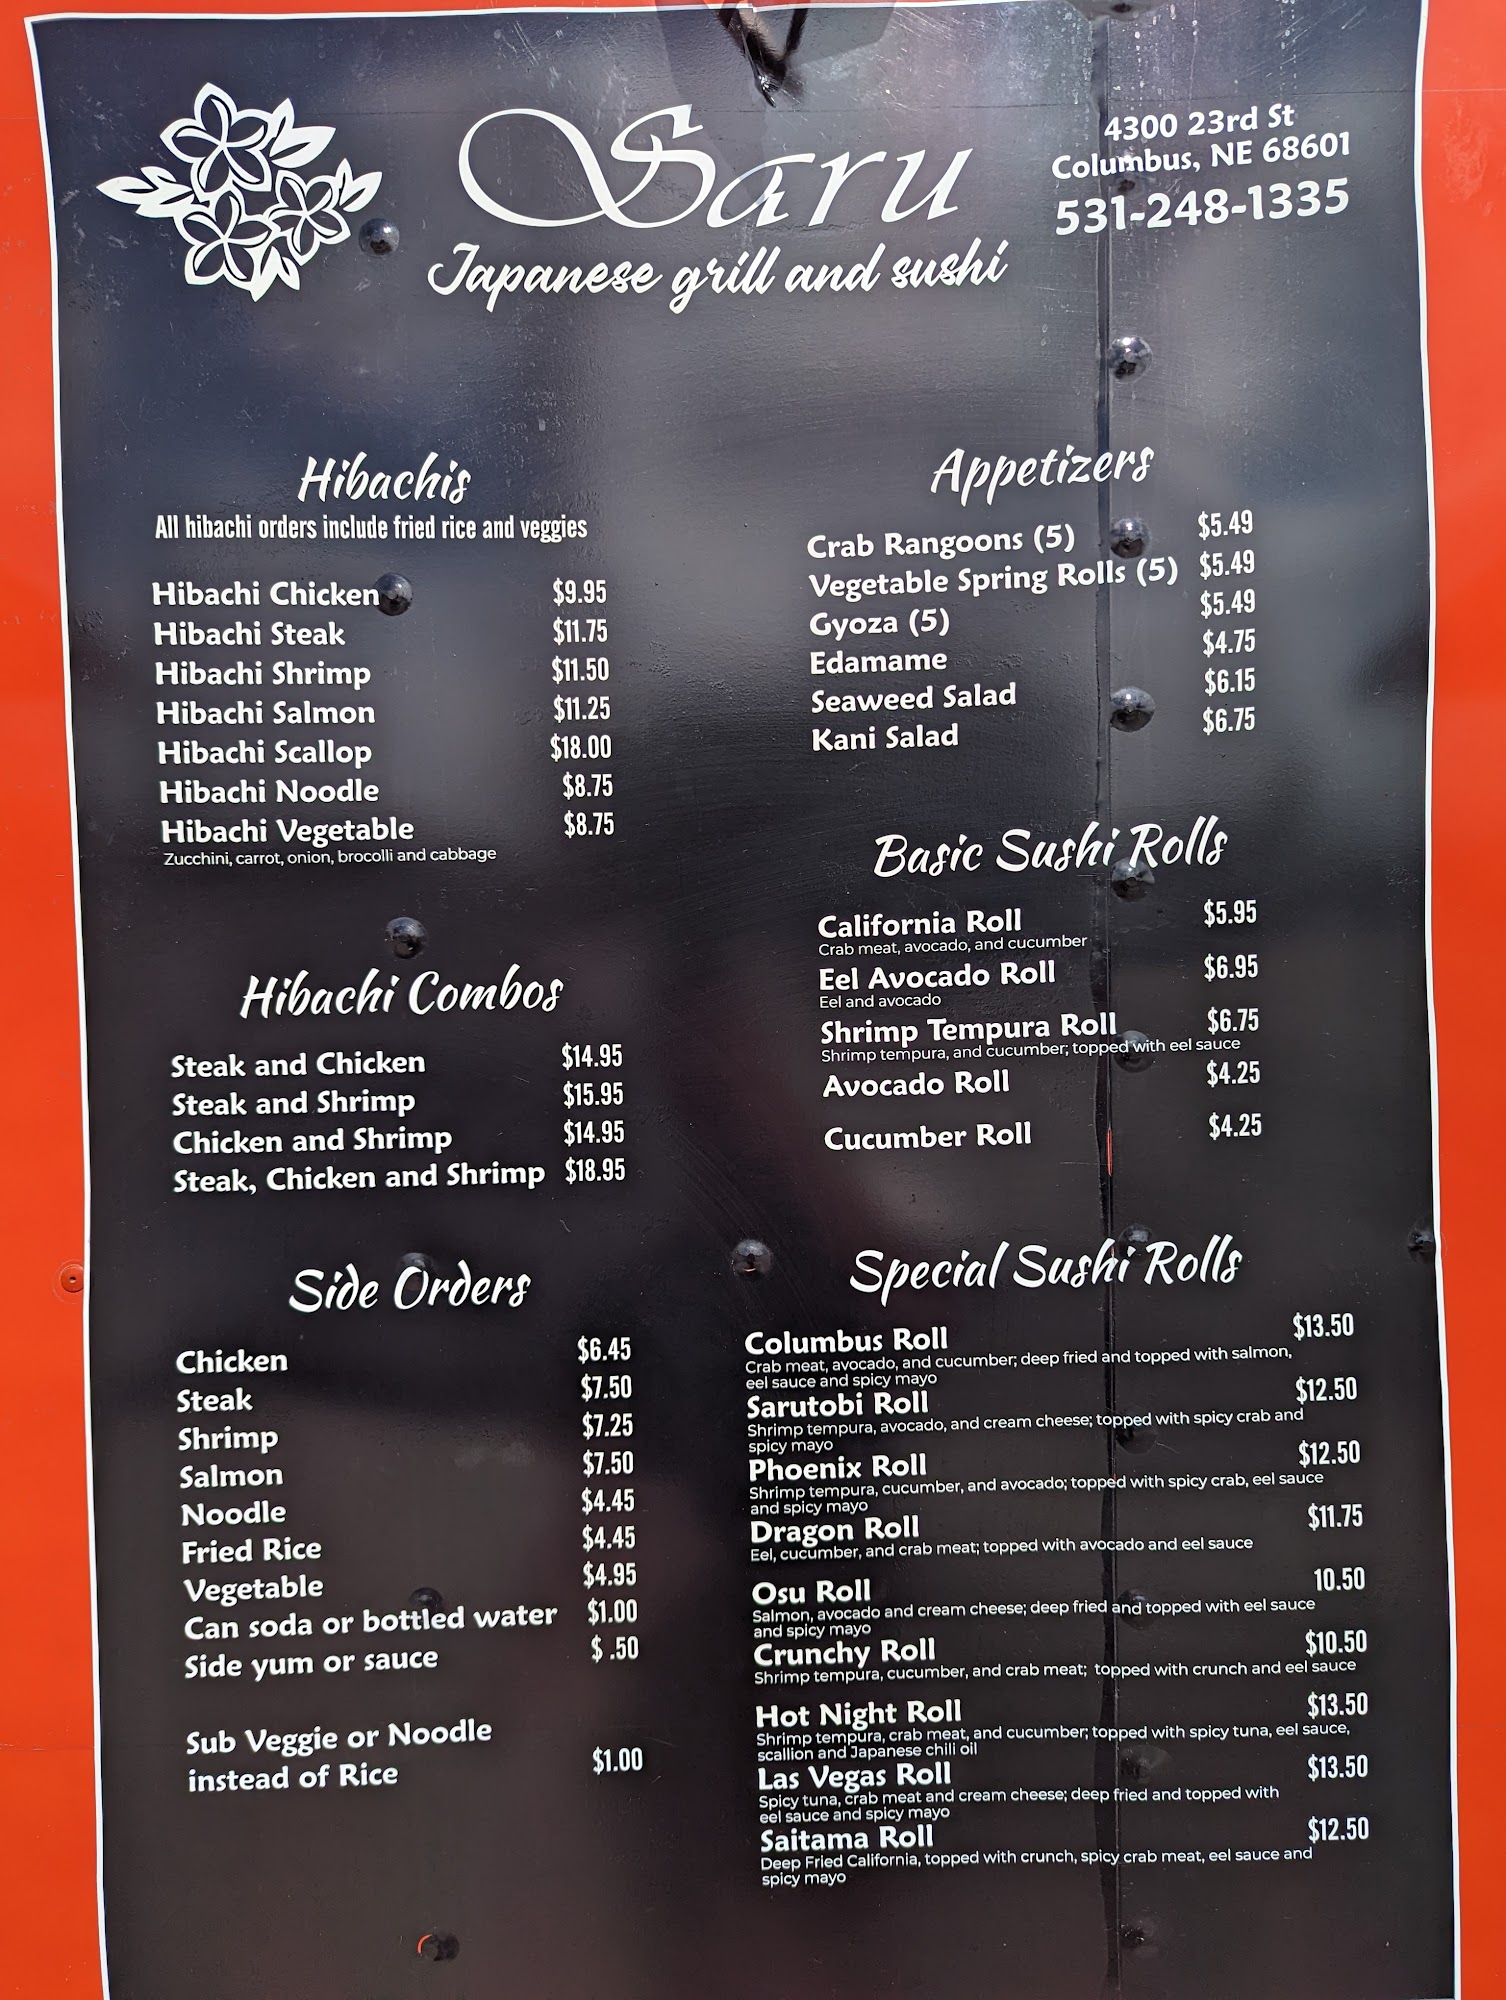 Saru
Japanese grill and sushi
4300 23rd St
Columbus, NE 68601
531-248-1335
Hibachis
All hibachi orders include fried rice and veggies
Hibachi Chicken $9.95
Hibachi Steak $11.75
Hibachi Shrimp $11.50
Hibachi Salmon $11.25
Hibachi Scallop $18.00
Hibachi Noodle $8.75
Hibachi Vegetable $8.75
Zucchini, carrot, onion, brocolli and cabbage
Hibachi Combos
Steak and Chicken $14.95
Steak and Shrimp $15.95
Chicken and Shrimp $14.95
Steak, Chicken and Shrimp $18.95
Side Orders
Chicken $6.45
Steak $7.50
Shrimp $7.25
Salmon $7.50
Noodle $4.45
Fried Rice $4.45
Vegetable $4.95
Can soda or bottled water $1.00
Side yum or sauce $ .50
Sub Veggie or Noodle
instead of Rice $1.00
Appetizers
Crab Rangoons (5) $5.49
Vegetable Spring Rolls (5) $5.49
Gyoza (5) $5.49
Edamame $4.75
Seaweed Salad $6.15
Kani Salad $6.75
Basic Sushi Rolls
California Roll $5.95
Crab meat, avocado, and cucumber
Eel Avocado Roll $6.95
Eel and avocado
Shrimp Tempura Roll $6.75
Shrimp tempura, and cucumber; topped with eel sauce
Avocado Roll $4.25
Cucumber Roll $4.25
Special Sushi Rolls
Columbus Roll $13.50
Crab meat, avocado, and cucumber; deep fried and topped with salmon,
eel sauce and spicy mayo
Sarutobi Roll $12.50
Shrimp tempura, avocado, and cream cheese; topped with spicy crab and
spicy mayo
Phoenix Roll $12.50
Shrimp tempura, cucumber, and avocado; topped with spicy crab, eel sauce
and spicy mayo
Dragon Roll $11.75
Eel, cucumber, and crab meat; topped with avocado and eel sauce
Osu Roll 10.50
Salmon, avocado and cream cheese; deep fried and topped with eel sauce
and spicy mayo
Crunchy Roll $10.50
Shrimp tempura, cucumber, and crab meat; topped with crunch and eel sauce
Hot Night Roll $13.50
Shrimp tempura, crab meat, and cucumber; topped with spicy tuna, eel sauce,
scallion and Japanese chili oil
Las Vegas Roll $13.50
Spicy tuna, crab meat and cream cheese; deep fried and topped with
eel sauce and spicy mayo
Saitama Roll $12.50
Deep Fried California, topped with crunch, spicy crab meat, eel sauce and
spicy mayo